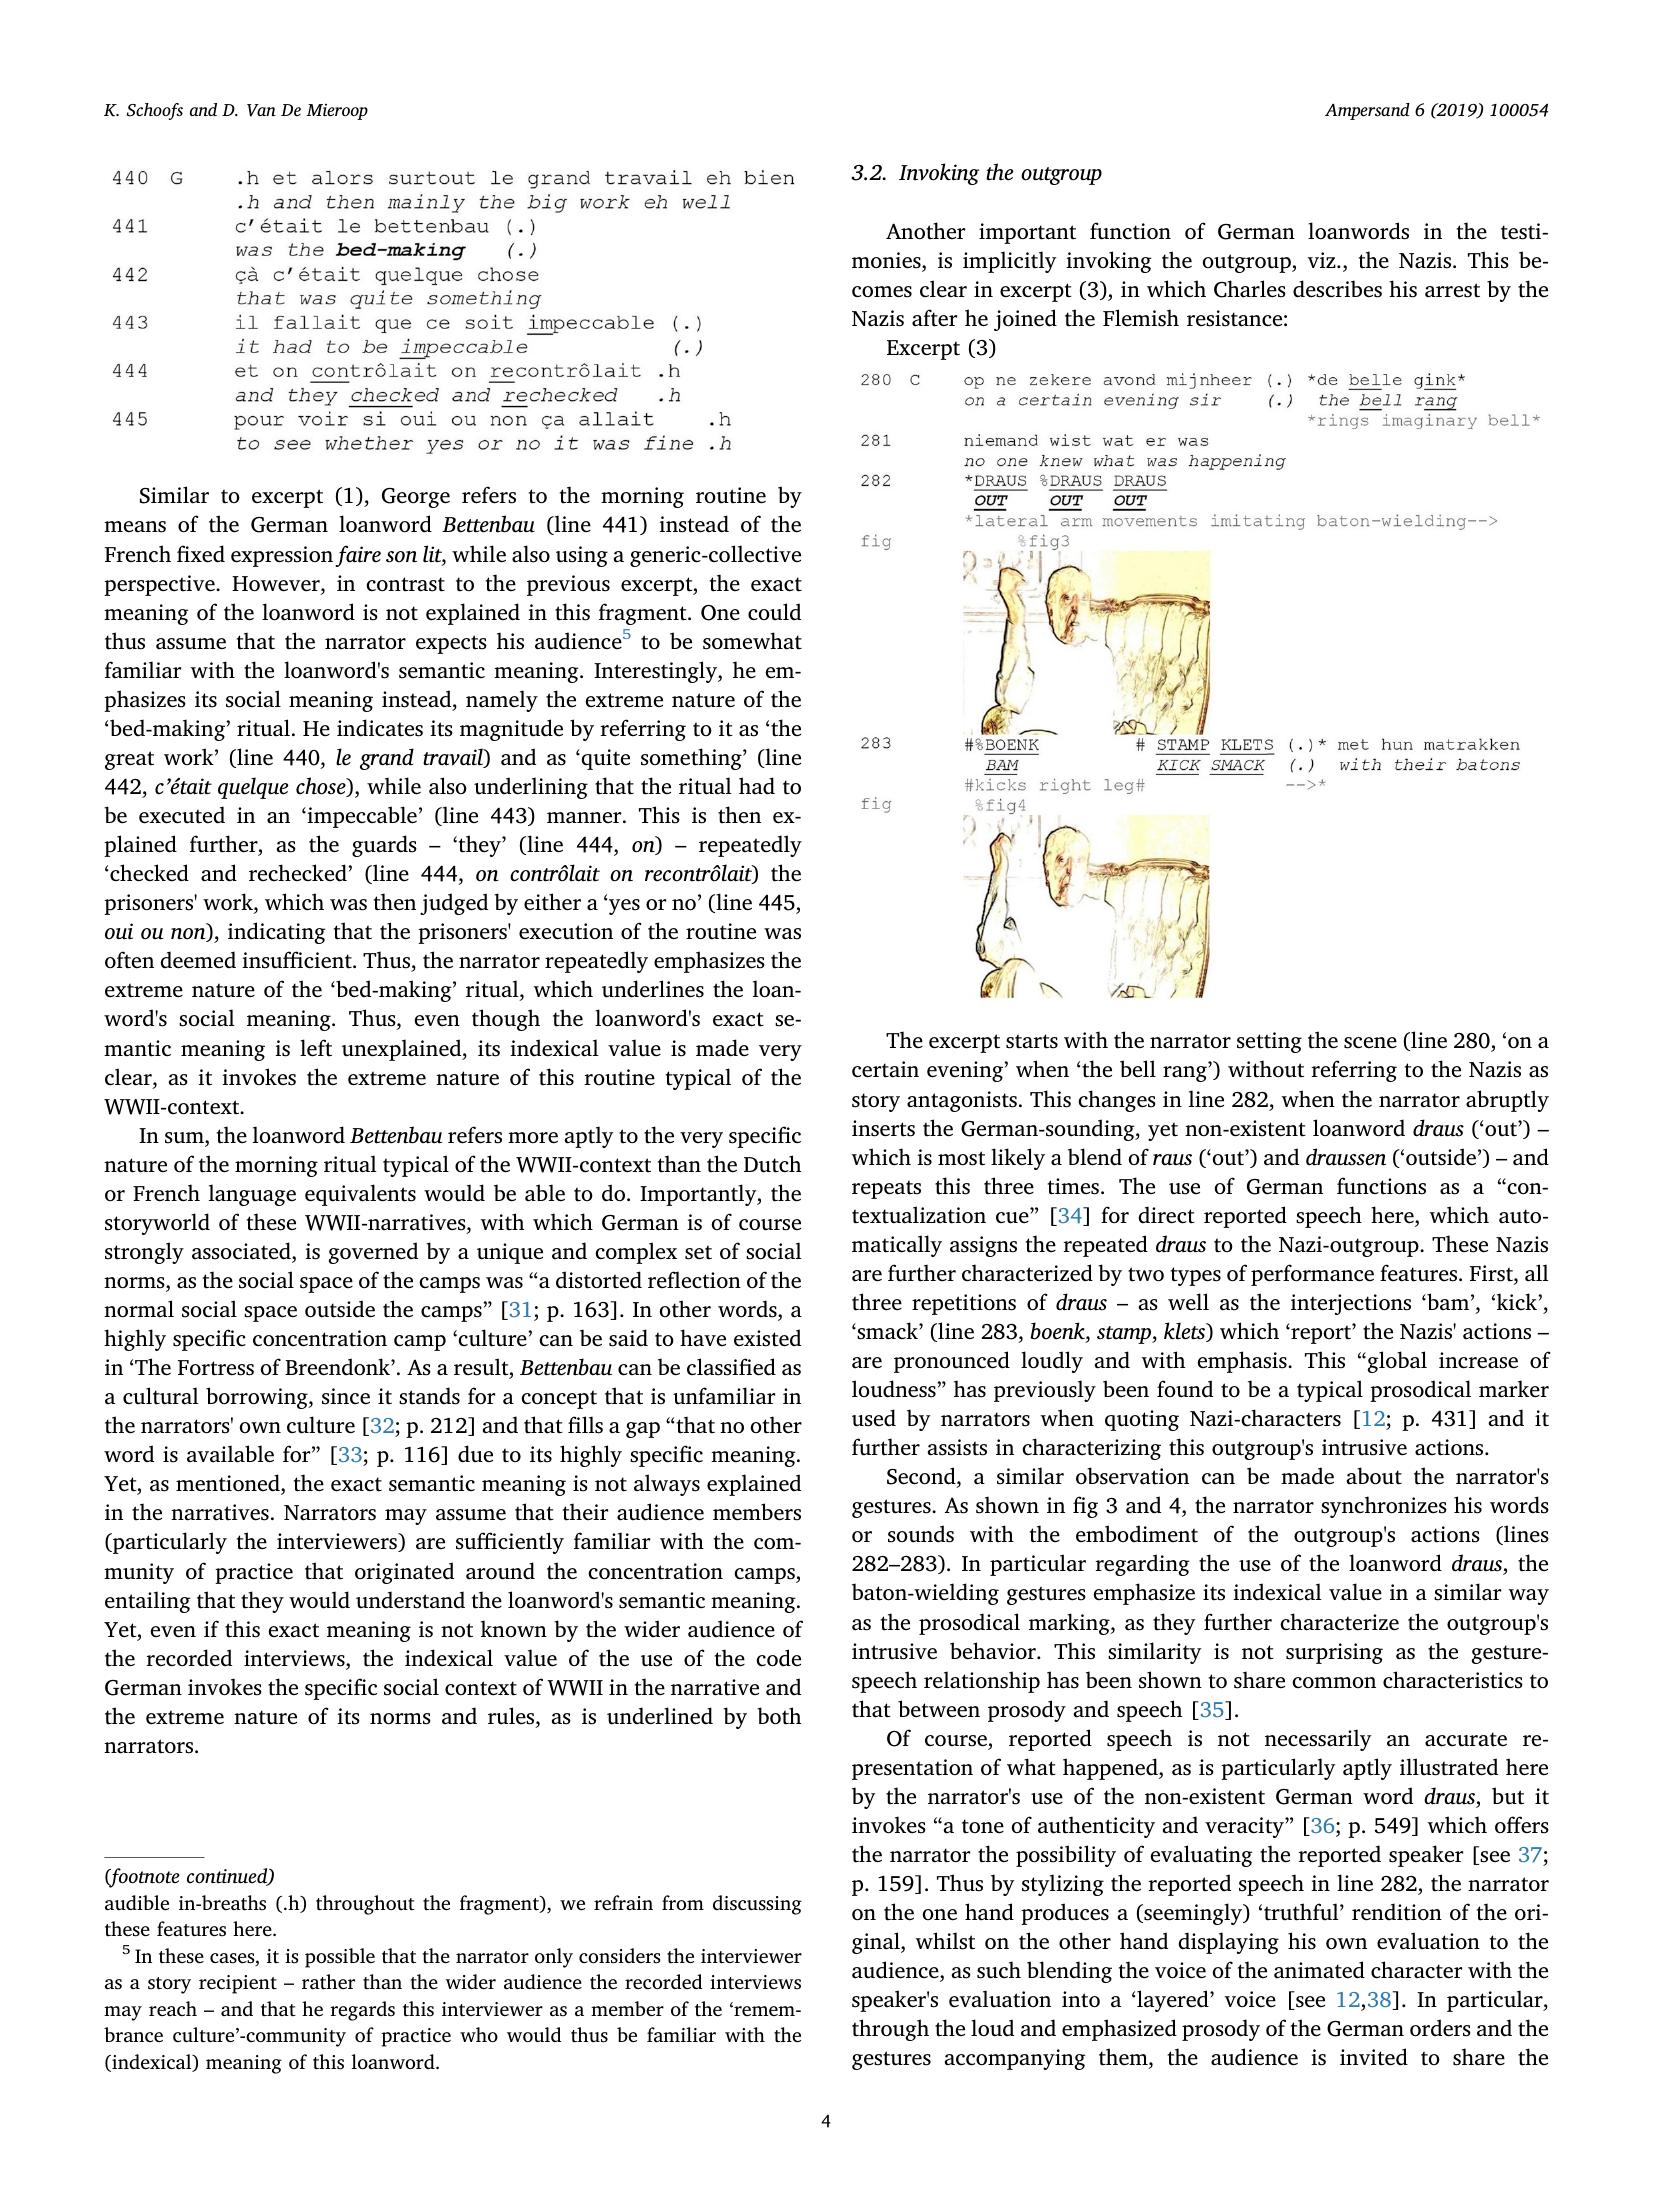 K. Schoofs and D. Van De Mieroop
Ampersand 6 (2019) 100054
440 G .h et alors surtout le grand travail eh bien
.h and then mainly the big work eh well
441 c'était le bettenbau (.)
was the bed-making (.)
442 çà c'était quelque chose
that was quite something
443 il fallait que ce soit impeccable (.)
it had to be impeccable (.)
444 et on contrôlait on recontrôlait .h
and they checked and rechecked .h
445 pour voir si oui ou non ça allait .h
to see whether yes or no it was fine .h
Similar to excerpt (1), George refers to the morning routine by
means of the German loanword Bettenbau (line 441) instead of the
French fixed expression faire son lit, while also using a generic-collective
perspective. However, in contrast to the previous excerpt, the exact
meaning of the loanword is not explained in this fragment. One could
thus assume that the narrator expects his audience5 to be somewhat
familiar with the loanword's semantic meaning. Interestingly, he em-
phasizes its social meaning instead, namely the extreme nature of the
‘bed-making’ ritual. He indicates its magnitude by referring to it as ‘the
great work’ (line 440, le grand travail) and as ‘quite something’ (line
442, c’était quelque chose), while also underlining that the ritual had to
be executed in an ‘impeccable’ (line 443) manner. This is then ex-
plained further, as the guards – ‘they’ (line 444, on) – repeatedly
‘checked and rechecked’ (line 444, on contrôlait on recontrôlait) the
prisoners' work, which was then judged by either a ‘yes or no’ (line 445,
oui ou non), indicating that the prisoners' execution of the routine was
often deemed insufficient. Thus, the narrator repeatedly emphasizes the
extreme nature of the ‘bed-making’ ritual, which underlines the loan-
word's social meaning. Thus, even though the loanword's exact se-
mantic meaning is left unexplained, its indexical value is made very
clear, as it invokes the extreme nature of this routine typical of the
WWII-context.
In sum, the loanword Bettenbau refers more aptly to the very specific
nature of the morning ritual typical of the WWII-context than the Dutch
or French language equivalents would be able to do. Importantly, the
storyworld of these WWII-narratives, with which German is of course
strongly associated, is governed by a unique and complex set of social
norms, as the social space of the camps was “a distorted reflection of the
normal social space outside the camps” [31; p. 163]. In other words, a
highly specific concentration camp ‘culture’ can be said to have existed
in ‘The Fortress of Breendonk’. As a result, Bettenbau can be classified as
a cultural borrowing, since it stands for a concept that is unfamiliar in
the narrators' own culture [32; p. 212] and that fills a gap “that no other
word is available for” [33; p. 116] due to its highly specific meaning.
Yet, as mentioned, the exact semantic meaning is not always explained
in the narratives. Narrators may assume that their audience members
(particularly the interviewers) are sufficiently familiar with the com-
munity of practice that originated around the concentration camps,
entailing that they would understand the loanword's semantic meaning.
Yet, even if this exact meaning is not known by the wider audience of
the recorded interviews, the indexical value of the use of the code
German invokes the specific social context of WWII in the narrative and
the extreme nature of its norms and rules, as is underlined by both
narrators.
(footnote continued)
audible in-breaths (.h) throughout the fragment), we refrain from discussing
these features here.
5 In these cases, it is possible that the narrator only considers the interviewer
as a story recipient – rather than the wider audience the recorded interviews
may reach – and that he regards this interviewer as a member of the ‘remem-
brance culture’-community of practice who would thus be familiar with the
(indexical) meaning of this loanword.
3.2. Invoking the outgroup
Another important function of German loanwords in the testi-
monies, is implicitly invoking the outgroup, viz., the Nazis. This be-
comes clear in excerpt (3), in which Charles describes his arrest by the
Nazis after he joined the Flemish resistance:
Excerpt (3)
280 C op ne zekere avond mijnheer (.) *de belle gink*
on a certain evening sir (.) the bell rang
*rings imaginary bell*
281 niemand wist wat er was
no one knew what was happening
282 *DRAUS %DRAUS DRAUS
OUT OUT OUT
*lateral arm movements imitating baton-wielding-->
fig %fig3
283 #%BOENK # STAMP KLETS (.)* met hun matrakken
BAM KICK SMACK (.) with their batons
#kicks right leg# -->*
fig %fig4
The excerpt starts with the narrator setting the scene (line 280, ‘on a
certain evening’ when ‘the bell rang’) without referring to the Nazis as
story antagonists. This changes in line 282, when the narrator abruptly
inserts the German-sounding, yet non-existent loanword draus (‘out’) –
which is most likely a blend of raus (‘out’) and draussen (‘outside’) – and
repeats this three times. The use of German functions as a “con-
textualization cue” [34] for direct reported speech here, which auto-
matically assigns the repeated draus to the Nazi-outgroup. These Nazis
are further characterized by two types of performance features. First, all
three repetitions of draus – as well as the interjections ‘bam’, ‘kick’,
‘smack’ (line 283, boenk, stamp, klets) which ‘report’ the Nazis' actions –
are pronounced loudly and with emphasis. This “global increase of
loudness” has previously been found to be a typical prosodical marker
used by narrators when quoting Nazi-characters [12; p. 431] and it
further assists in characterizing this outgroup's intrusive actions.
Second, a similar observation can be made about the narrator's
gestures. As shown in fig 3 and 4, the narrator synchronizes his words
or sounds with the embodiment of the outgroup's actions (lines
282–283). In particular regarding the use of the loanword draus, the
baton-wielding gestures emphasize its indexical value in a similar way
as the prosodical marking, as they further characterize the outgroup's
intrusive behavior. This similarity is not surprising as the gesture-
speech relationship has been shown to share common characteristics to
that between prosody and speech [35].
Of course, reported speech is not necessarily an accurate re-
presentation of what happened, as is particularly aptly illustrated here
by the narrator's use of the non-existent German word draus, but it
invokes “a tone of authenticity and veracity” [36; p. 549] which offers
the narrator the possibility of evaluating the reported speaker [see 37;
p. 159]. Thus by stylizing the reported speech in line 282, the narrator
on the one hand produces a (seemingly) ‘truthful’ rendition of the ori-
ginal, whilst on the other hand displaying his own evaluation to the
audience, as such blending the voice of the animated character with the
speaker's evaluation into a ‘layered’ voice [see 12,38]. In particular,
through the loud and emphasized prosody of the German orders and the
gestures accompanying them, the audience is invited to share the
4